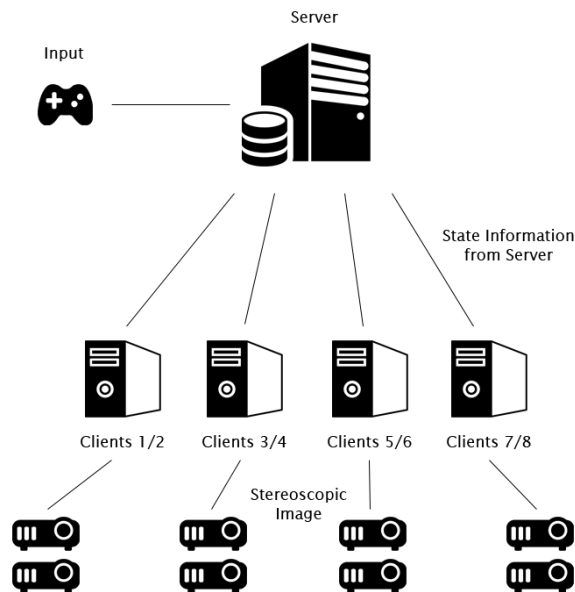 Server
Input
State Information
from Server
Clients 1/2
Clients 3/4
Clients 5/6
Clients 7/8
Stereoscopic
Image